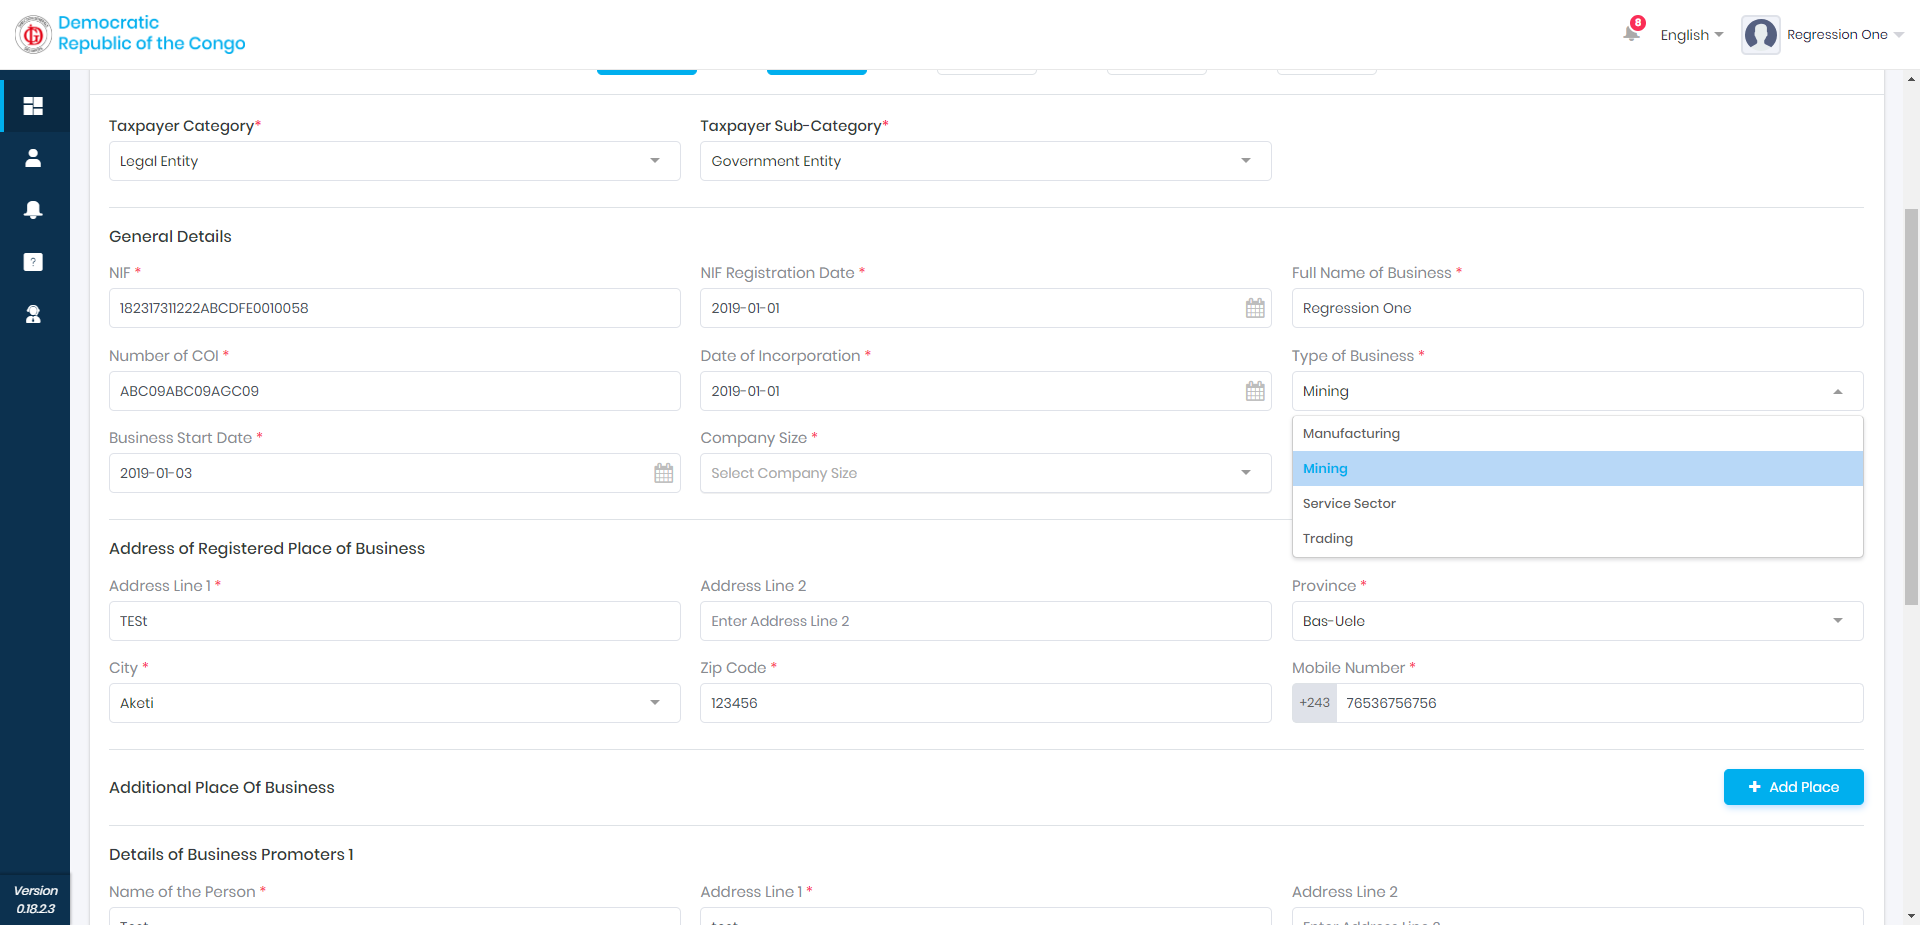 Democratic
Republic of the Congo
8
English
Regression One
Taxpayer Category*
Taxpayer Sub-Category*
Legal Entity
Government Entity
General Details
NIF *
NIF Registration Date *
Full Name of Business *
182317311222ABCDFE0010058
2019-01-01
Regression One
Number of COI *
Date of Incorporation *
Type of Business *
ABC09ABC09AGC09
2019-01-01
Mining
Business Start Date *
Company Size *
Manufacturing
2019-01-03
Select Company Size
Mining
Service Sector
Trading
Address of Registered Place of Business
Address Line 1 *
Address Line 2
Province *
TESt
Enter Address Line 2
Bas-Uele
City *
Zip Code *
Mobile Number *
Aketi
123456
+243 76536756756
Additional Place Of Business
+ Add Place
Details of Business Promoters 1
Name of the Person *
Address Line 1 *
Address Line 2
Version
0.18.2.3